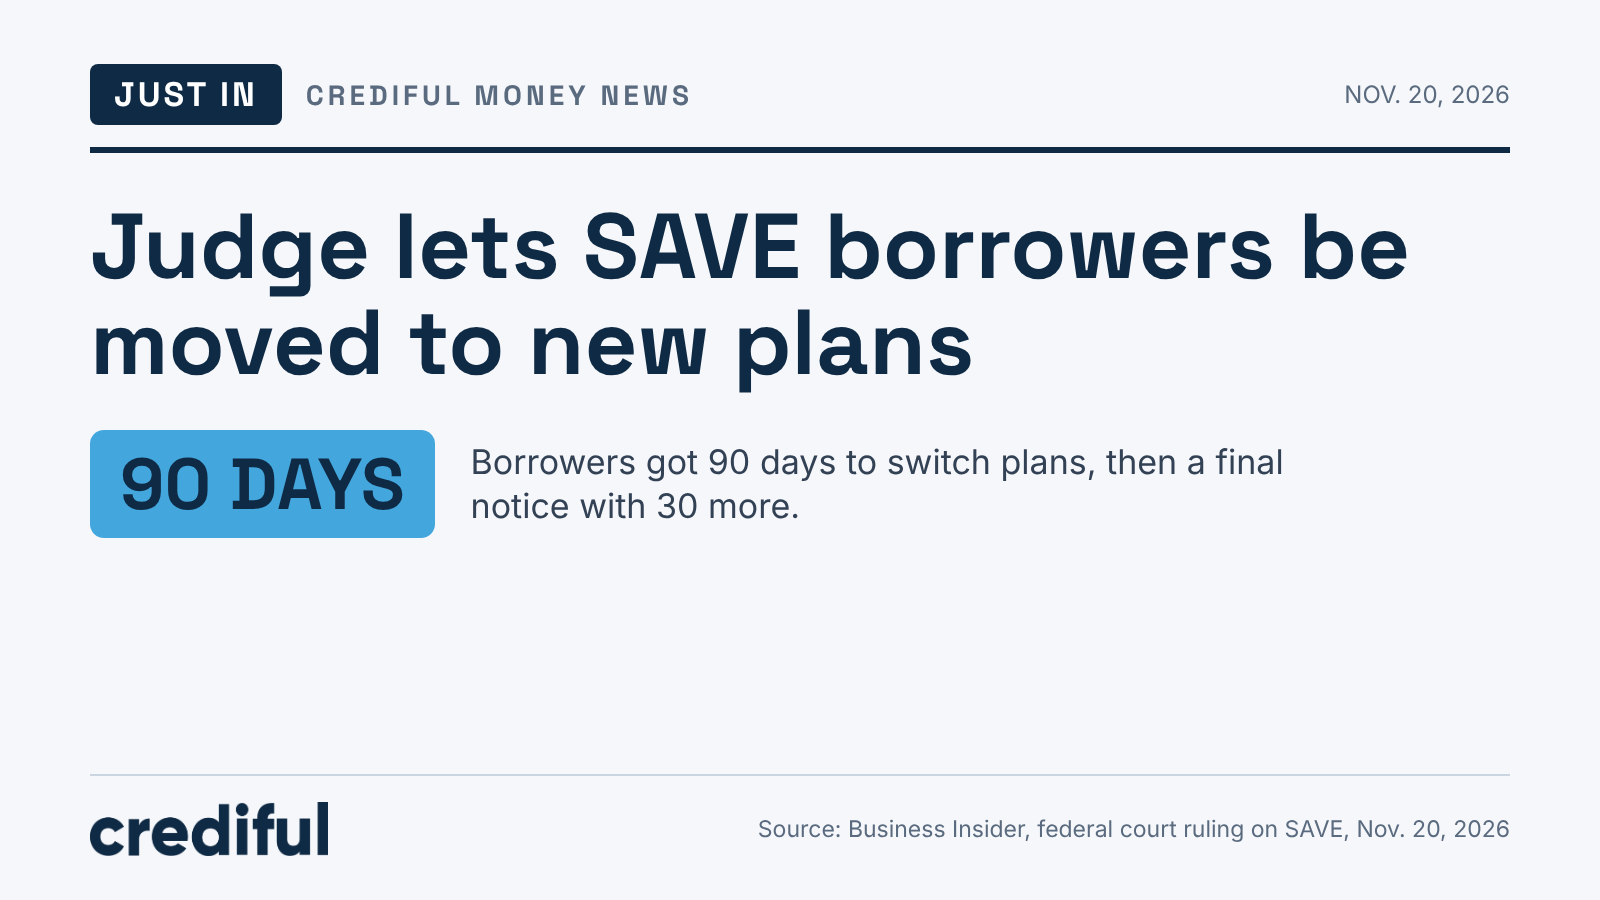 JUST IN
CREDIFUL MONEY NEWS
NOV. 20, 2026
Judge lets SAVE borrowers be
moved to new plans
90 DAYS
Borrowers got 90 days to switch plans, then a final
notice with 30 more.
crediful
Source: Business Insider, federal court ruling on SAVE, Nov. 20, 2026